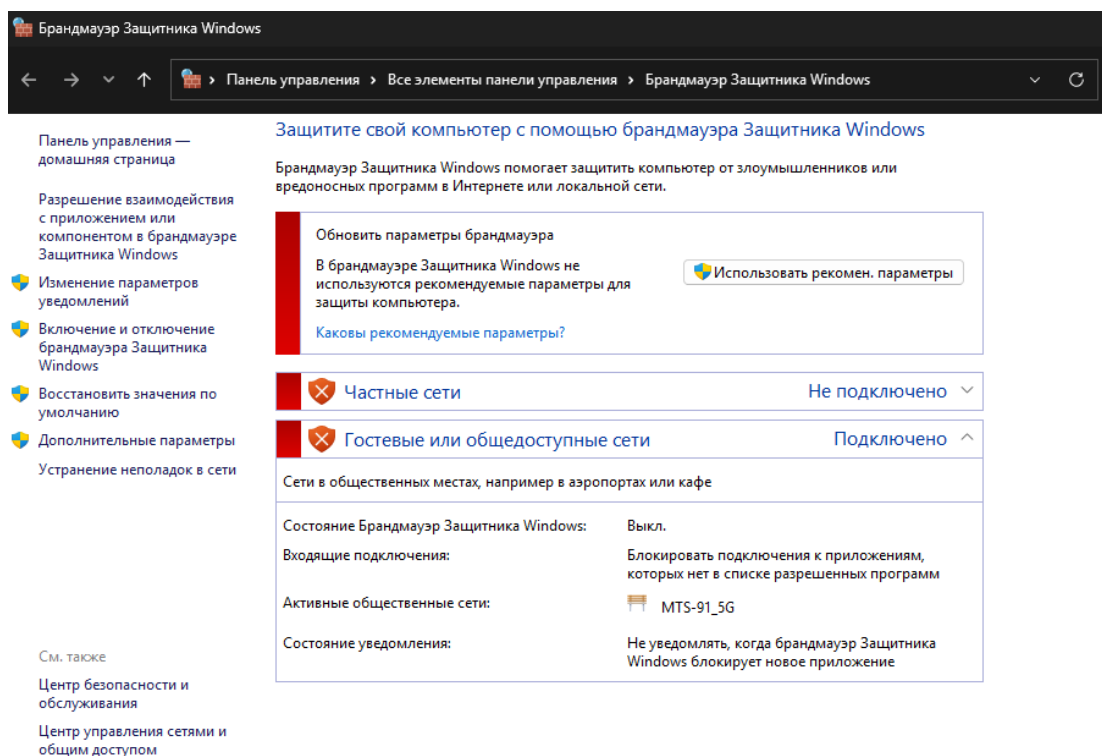 Брандмауэр Защитника Windows
Панель управления > Все элементы панели управления > Брандмауэр Защитника Windows
Панель управления —
домашняя страница
Разрешение взаимодействия
с приложением или
компонентом в брандмауэре
Защитника Windows
Изменение параметров
уведомлений
Включение и отключение
брандмауэра Защитника
Windows
Восстановить значения по
умолчанию
Дополнительные параметры
Устранение неполадок в сети
См. также
Центр безопасности и
обслуживания
Центр управления сетями и
общим доступом
Защитите свой компьютер с помощью брандмауэра Защитника Windows
Брандмауэр Защитника Windows помогает защитить компьютер от злоумышленников или
вредоносных программ в Интернете или локальной сети.
Обновить параметры брандмауэра
В брандмауэре Защитника Windows не
используются рекомендуемые параметры для
защиты компьютера.
Использовать рекомен. параметры
Каковы рекомендуемые параметры?
Частные сети Не подключено
Гостевые или общедоступные сети Подключено
Сети в общественных местах, например в аэропортах или кафе
Состояние Брандмауэр Защитника Windows: Выкл.
Входящие подключения: Блокировать подключения к приложениям,
которых нет в списке разрешенных программ
Активные общественные сети: MTS-91_5G
Состояние уведомления: Не уведомлять, когда брандмауэр Защитника
Windows блокирует новое приложение